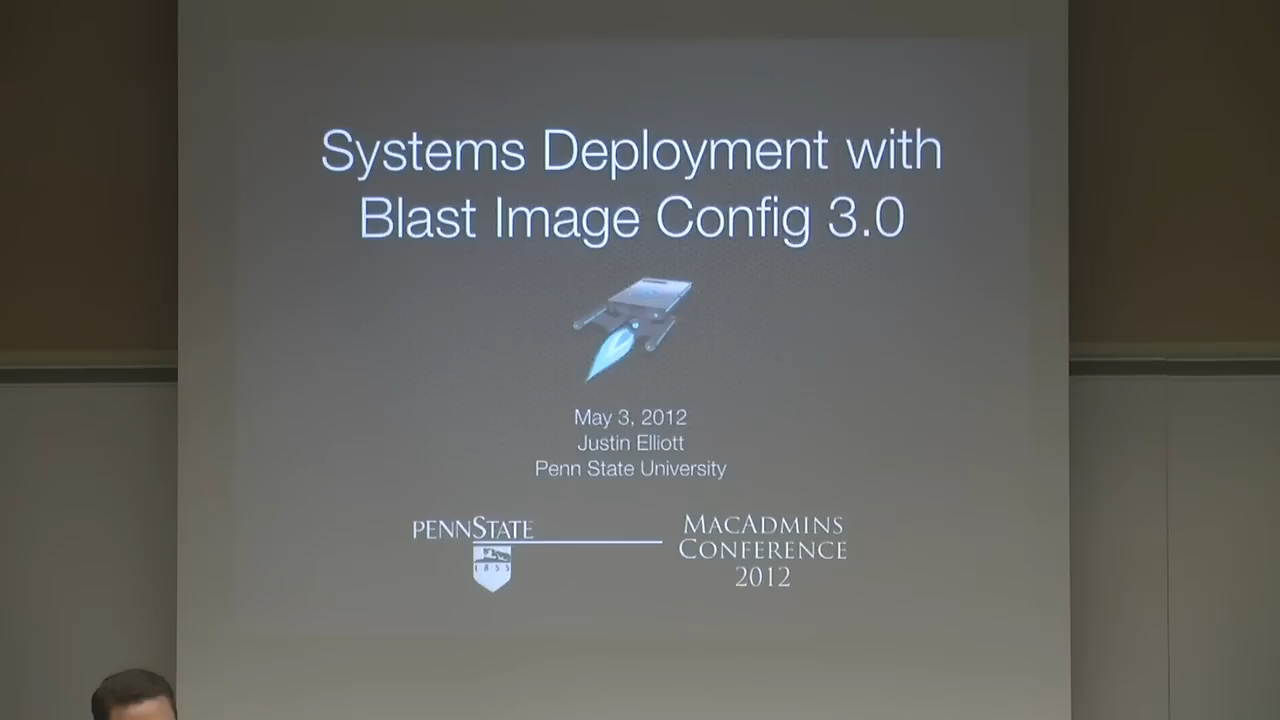 Systems Deployment with
Blast Image Config 3.0
May 3, 2012
Justin Elliott
Penn State University
PENNSTATE
1855
MACADMINS
CONFERENCE
2012